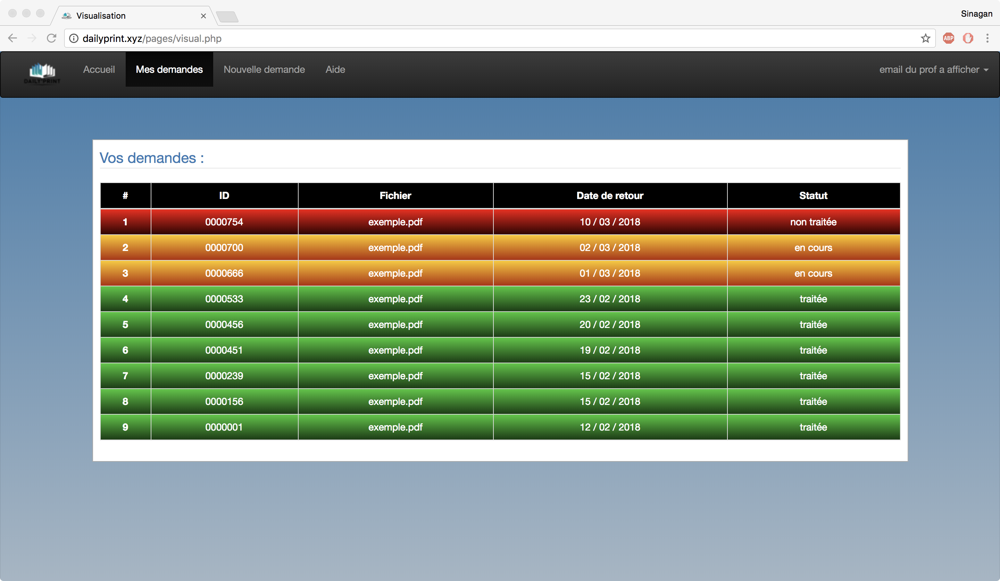 Visualisation
Sinagan
dailyprint.xyz/pages/visual.php
ABP
DAILY'PRINT
Accueil Mes demandes Nouvelle demande Aide email du prof a afficher
Vos demandes :
# ID Fichier Date de retour Statut
1 0000754 exemple.pdf 10 / 03 / 2018 non traitée
2 0000700 exemple.pdf 02 / 03 / 2018 en cours
3 0000666 exemple.pdf 01 / 03 / 2018 en cours
4 0000533 exemple.pdf 23 / 02 / 2018 traitée
5 0000456 exemple.pdf 20 / 02 / 2018 traitée
6 0000451 exemple.pdf 19 / 02 / 2018 traitée
7 0000239 exemple.pdf 15 / 02 / 2018 traitée
8 0000156 exemple.pdf 15 / 02 / 2018 traitée
9 0000001 exemple.pdf 12 / 02 / 2018 traitée